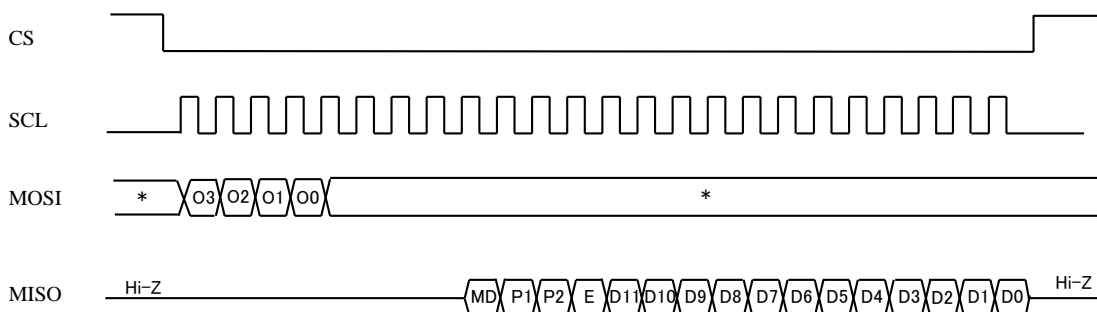 CS
SCL
MOSI * O3 O2 O1 O0 *
MISO Hi-Z MD P1 P2 E D11 D10 D9 D8 D7 D6 D5 D4 D3 D2 D1 D0 Hi-Z